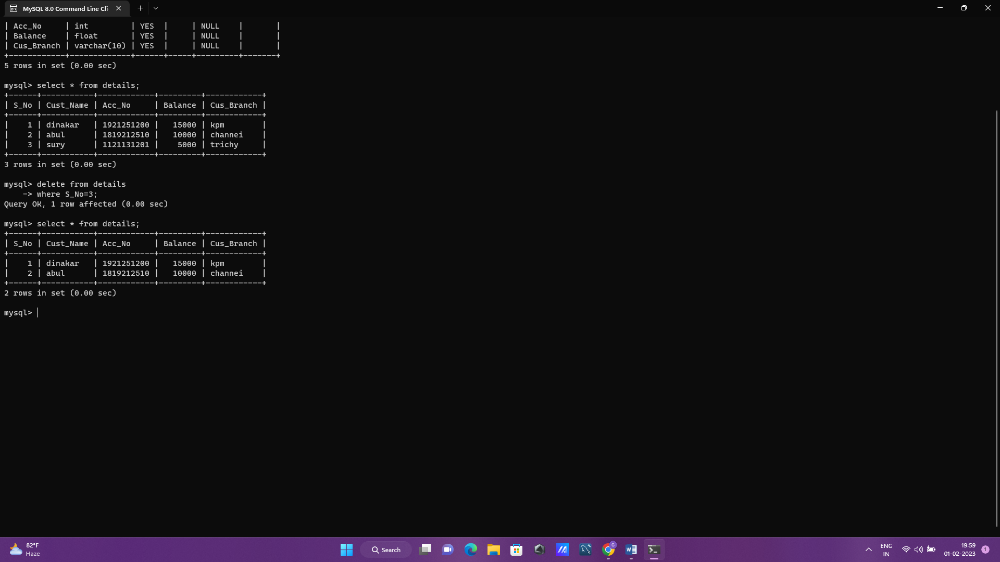 MySQL 8.0 Command Line Cli
| Acc_No     | int         | YES  |     | NULL    |       |
| Balance    | float       | YES  |     | NULL    |       |
| Cus_Branch | varchar(10) | YES  |     | NULL    |       |
+------------+-------------+------+-----+---------+-------+
5 rows in set (0.00 sec)
mysql> select * from details;
+------+-----------+------------+---------+------------+
| S_No | Cust_Name | Acc_No     | Balance | Cus_Branch |
+------+-----------+------------+---------+------------+
|    1 | dinakar   | 1921251200 |   15000 | kpm        |
|    2 | abul      | 1819212510 |   10000 | channei    |
|    3 | sury      | 1121131201 |    5000 | trichy     |
+------+-----------+------------+---------+------------+
3 rows in set (0.00 sec)
mysql> delete from details
    -> where S_No=3;
Query OK, 1 row affected (0.00 sec)
mysql> select * from details;
+------+-----------+------------+---------+------------+
| S_No | Cust_Name | Acc_No     | Balance | Cus_Branch |
+------+-----------+------------+---------+------------+
|    1 | dinakar   | 1921251200 |   15000 | kpm        |
|    2 | abul      | 1819212510 |   10000 | channei    |
+------+-----------+------------+---------+------------+
2 rows in set (0.00 sec)
mysql>
82°F
Haze
Search
G
W
ENG
IN
19:59
01-02-2023
1